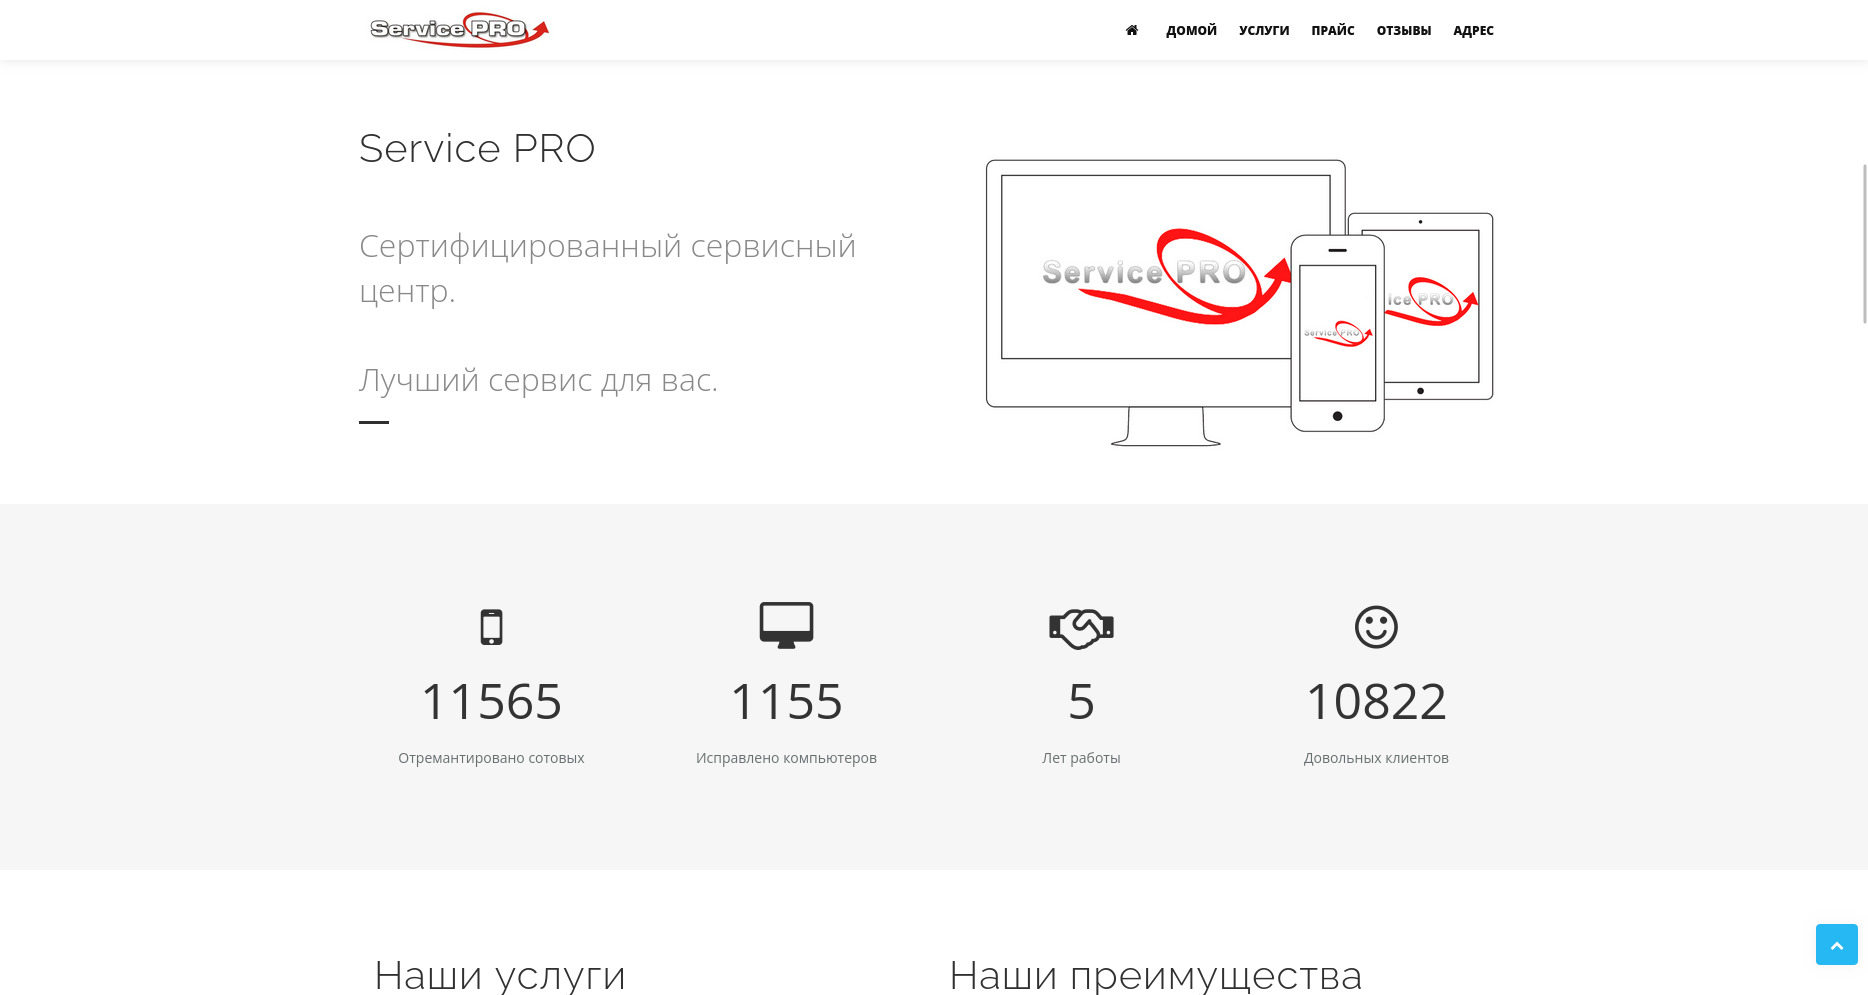 Service PRO
ДОМОЙ УСЛУГИ ПРАЙС ОТЗЫВЫ АДРЕС
Service PRO
Сертифицированный сервисный
центр.
Лучший сервис для вас.
Service PRO
ice PRO
Service PRO
11565
Отремантировано сотовых
1155
Исправлено компьютеров
5
Лет работы
10822
Довольных клиентов
Наши услуги
Наши преимущества